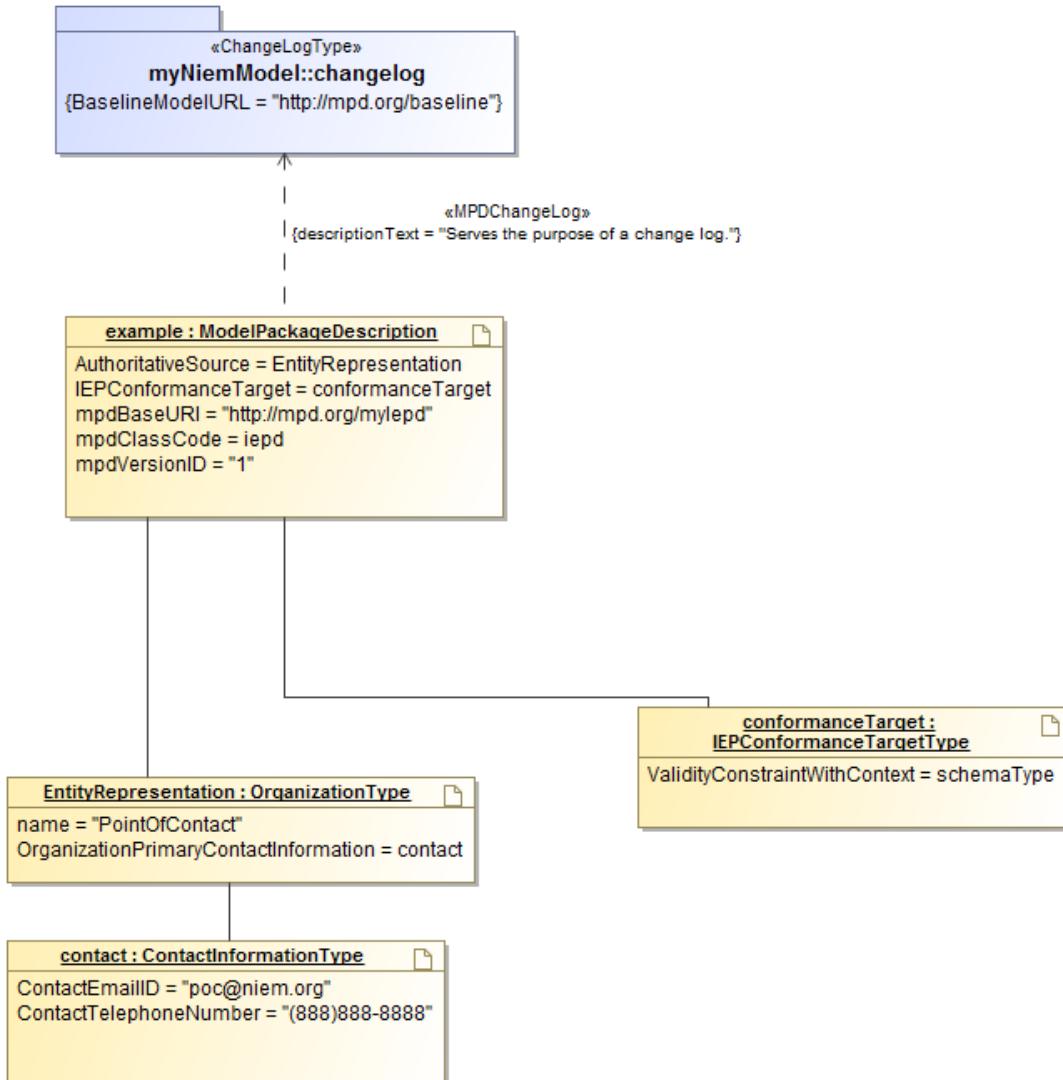 «ChangeLogType»
myNiemModel::changelog
{BaselineModelURL = "http://mpd.org/baseline"}
«MPDChangeLog»
{descriptionText = "Serves the purpose of a change log."}
example : ModelPackageDescription
AuthoritativeSource = EntityRepresentation
IEPConformanceTarget = conformanceTarget
mpdBaseURI = "http://mpd.org/myIepd"
mpdClassCode = iepd
mpdVersionID = "1"
conformanceTarget :
IEPConformanceTargetType
ValidityConstraintWithContext = schemaType
EntityRepresentation : OrganizationType
name = "PointOfContact"
OrganizationPrimaryContactInformation = contact
contact : ContactInformationType
ContactEmailID = "poc@niem.org"
ContactTelephoneNumber = "(888)888-8888"